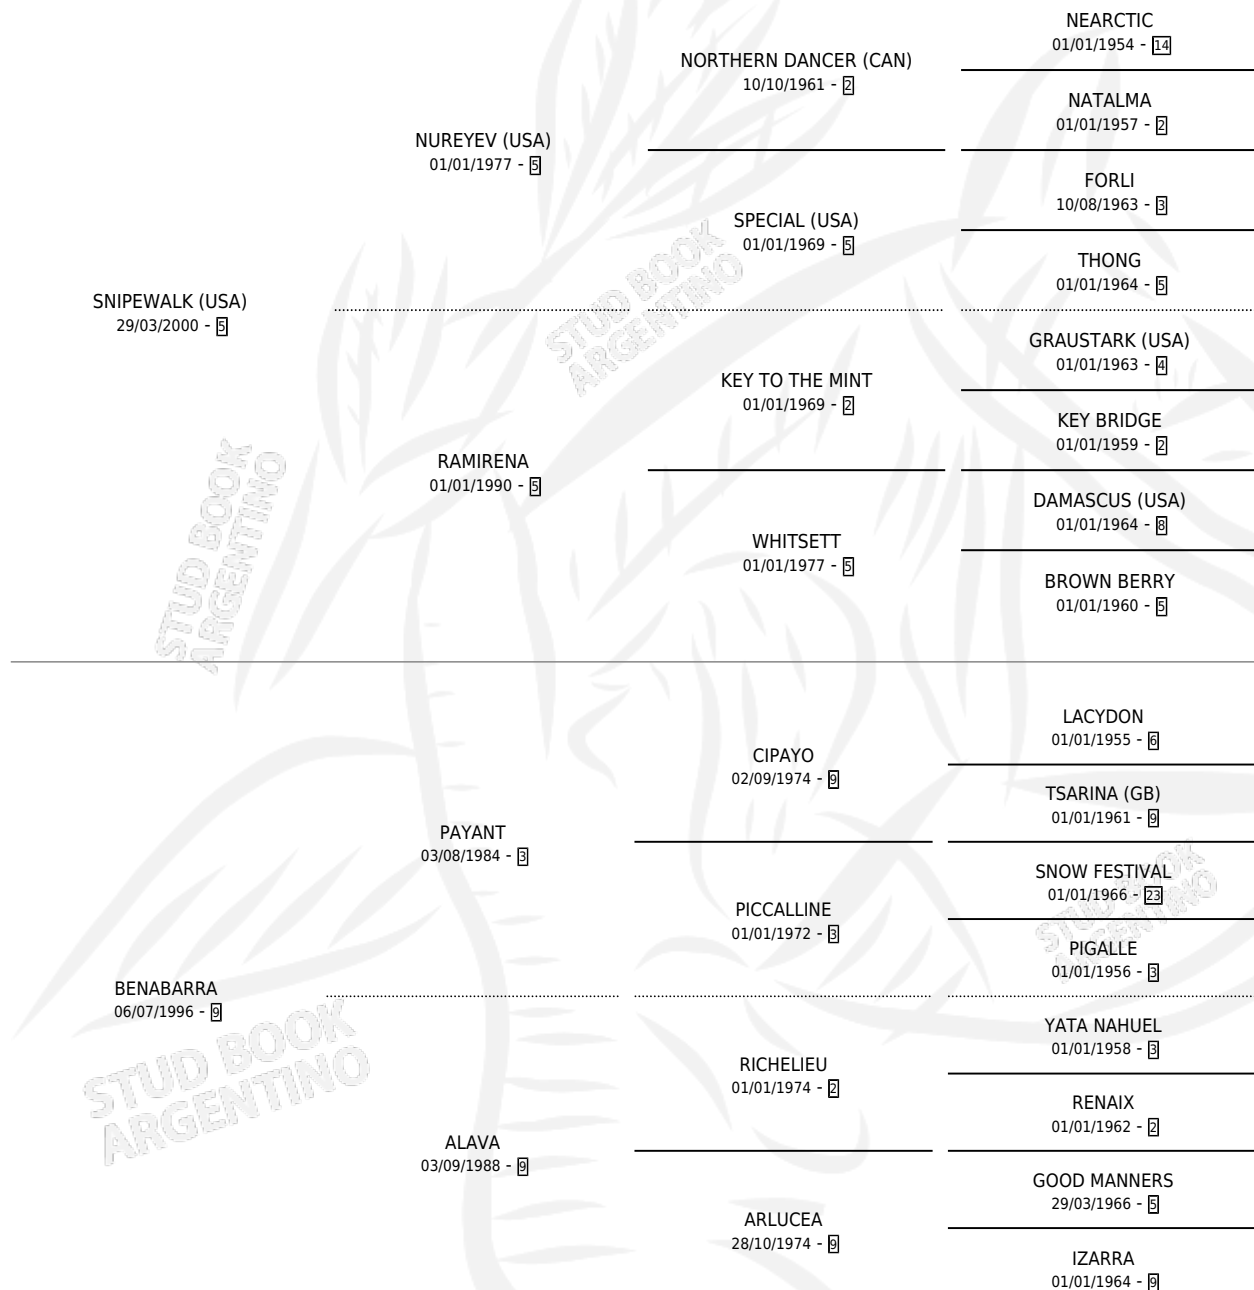 NEARCTIC
01/01/1954 - 14
NORTHERN DANCER (CAN)
10/10/1961 - 2
NATALMA
01/01/1957 - 2
NUREYEV (USA)
01/01/1977 - 5
FORLI
10/08/1963 - 3
SPECIAL (USA)
01/01/1969 - 5
THONG
01/01/1964 - 5
SNIPEWALK (USA)
29/03/2000 - 5
GRAUSTARK (USA)
01/01/1963 - 4
KEY TO THE MINT
01/01/1969 - 2
KEY BRIDGE
01/01/1959 - 2
RAMIRENA
01/01/1990 - 5
DAMASCUS (USA)
01/01/1964 - 8
WHITSETT
01/01/1977 - 5
BROWN BERRY
01/01/1960 - 5
LACYDON
01/01/1955 - 6
CIPAYO
02/09/1974 - 9
TSARINA (GB)
01/01/1961 - 9
PAYANT
03/08/1984 - 3
SNOW FESTIVAL
01/01/1966 - 23
PICCALLINE
01/01/1972 - 3
PIGALLE
01/01/1956 - 3
BENABARRA
06/07/1996 - 9
YATA NAHUEL
01/01/1958 - 3
RICHELIEU
01/01/1974 - 2
RENAIX
01/01/1962 - 2
ALAVA
03/09/1988 - 9
GOOD MANNERS
29/03/1966 - 5
ARLUCEA
28/10/1974 - 9
IZARRA
01/01/1964 - 9
STUD BOOK
ARGENTINO
STUD BOOK
ARGENTINO
STUD BOOK
ARGENTINO
STUD BOOK
ARGENTINO